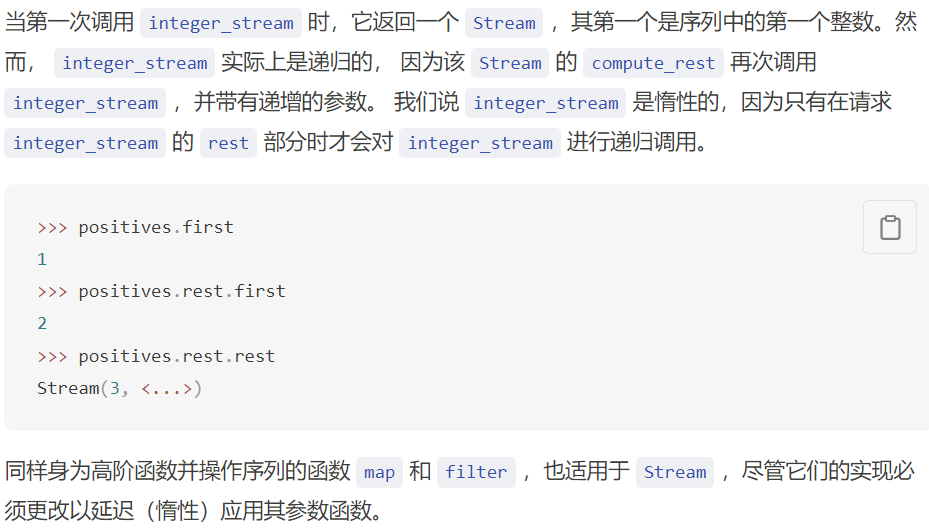 当第一次调用 integer_stream 时，它返回一个 Stream ，其第一个是序列中的第一个整数。然
而， integer_stream 实际上是递归的， 因为该 Stream 的 compute_rest 再次调用
integer_stream ，并带有递增的参数。 我们说 integer_stream 是惰性的，因为只有在请求
integer_stream 的 rest 部分时才会对 integer_stream 进行递归调用。
>>> positives.first
1
>>> positives.rest.first
2
>>> positives.rest.rest
Stream(3, <...>)
同样身为高阶函数并操作序列的函数 map 和 filter ，也适用于 Stream ，尽管它们的实现必
须更改以延迟（惰性）应用其参数函数。